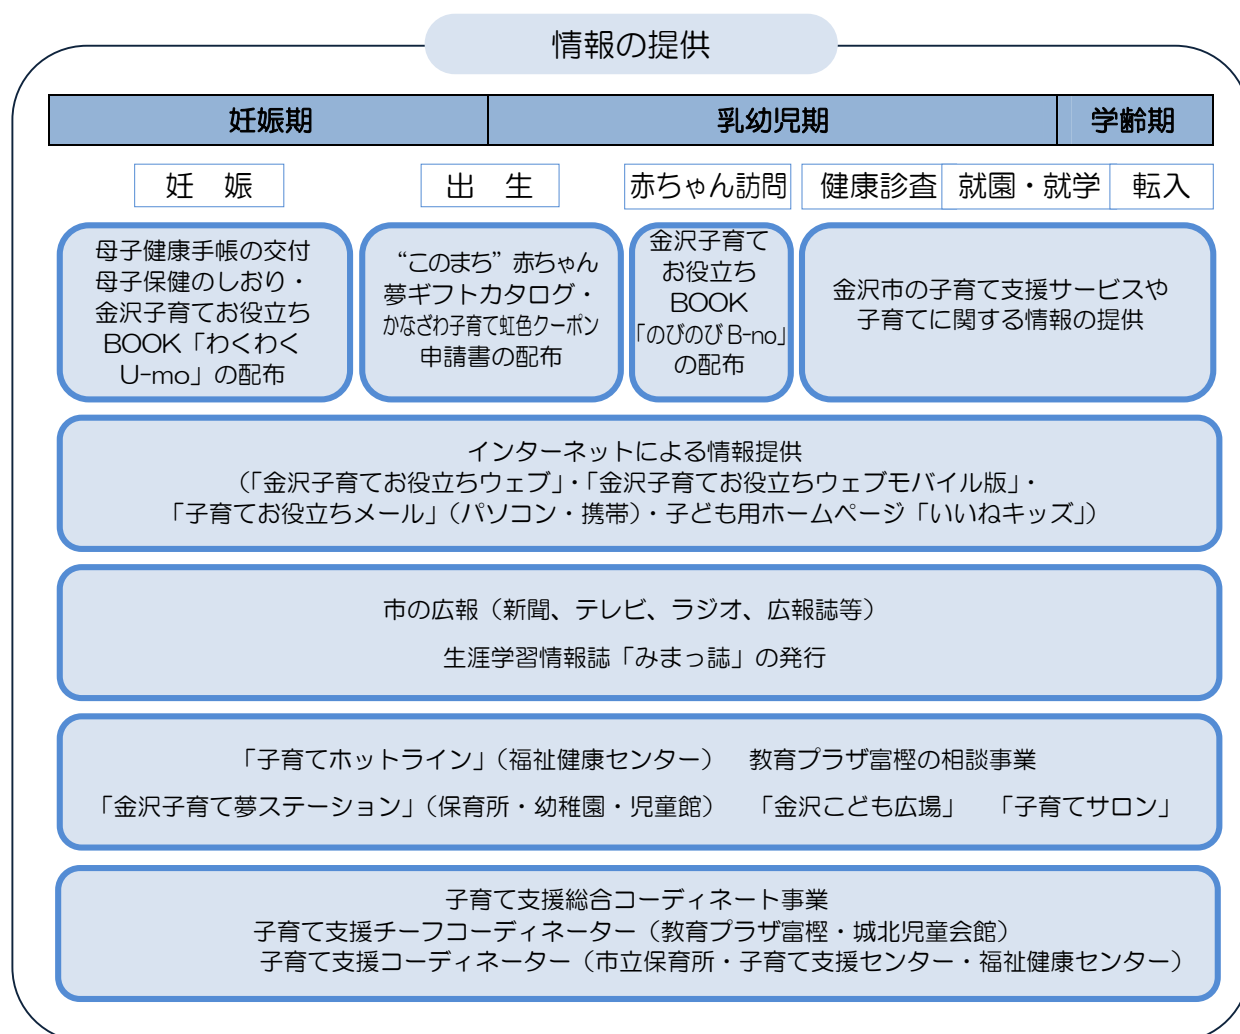 情報の提供
妊娠期
乳幼児期
学齢期
妊　娠
出　生
赤ちゃん訪問
健康診査
就園・就学
転入
母子健康手帳の交付
母子保健のしおり・
金沢子育てお役立ち
BOOK「わくわく
U-mo」の配布
“このまち”赤ちゃん
夢ギフトカタログ・
かなざわ子育て虹色クーポン
申請書の配布
金沢子育て
お役立ち
BOOK
「のびのび B-no」
の配布
金沢市の子育て支援サービスや
子育てに関する情報の提供
インターネットによる情報提供
（「金沢子育てお役立ちウェブ」・「金沢子育てお役立ちウェブモバイル版」・
「子育てお役立ちメール」（パソコン・携帯）・子ども用ホームページ「いいねキッズ」）
市の広報（新聞、テレビ、ラジオ、広報誌等）
生涯学習情報誌「みまっ誌」の発行
「子育てホットライン」（福祉健康センター）　教育プラザ富樫の相談事業
「金沢子育て夢ステーション」（保育所・幼稚園・児童館）　「金沢こども広場」　「子育てサロン」
子育て支援総合コーディネート事業
子育て支援チーフコーディネーター（教育プラザ富樫・城北児童会館）
子育て支援コーディネーター（市立保育所・子育て支援センター・福祉健康センター）